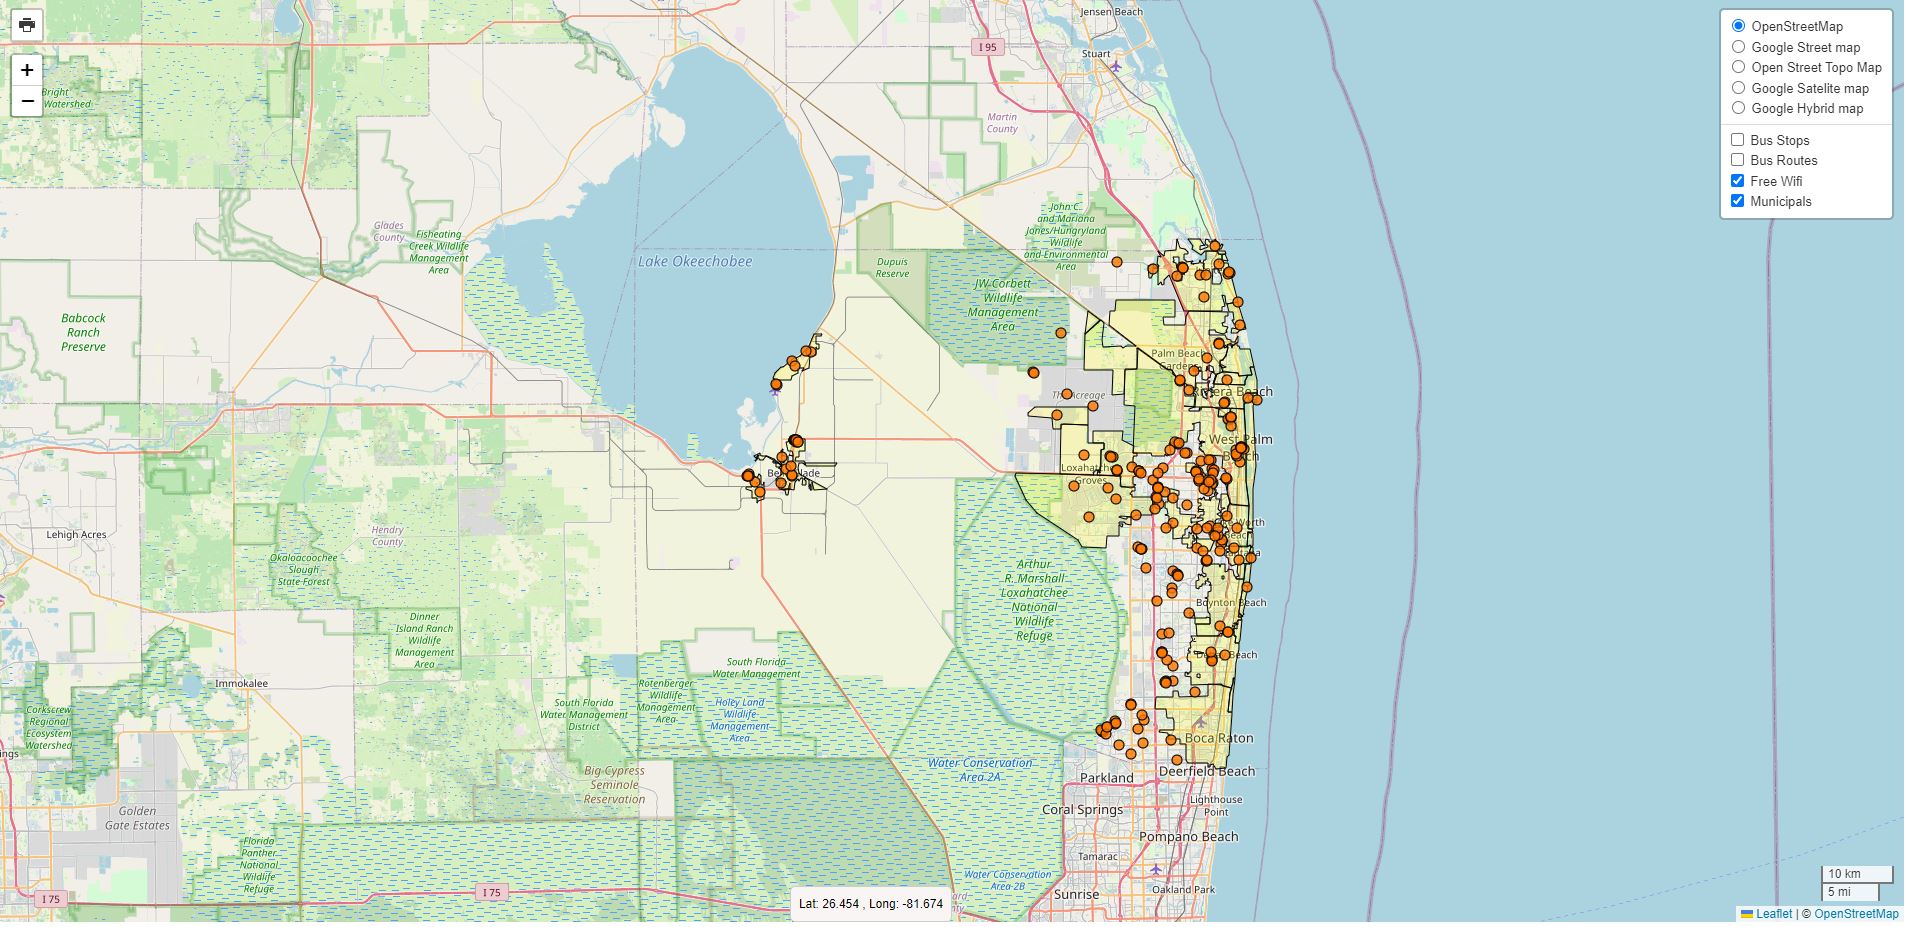 +
−
OpenStreetMap
Google Street map
Open Street Topo Map
Google Satelite map
Google Hybrid map
Bus Stops
Bus Routes
Free Wifi
Municipals
Jensen Beach
Stuart
I 95
Bright
Watershed
Martin
County
Glades
County
Fisheating
Creek Wildlife
Management
Area
Lake Okeechobee
John C.
and Mariana
Jones/Hungryland
Wildlife
and Environmental
Area
Dupuis
Reserve
JW Corbett
Wildlife
Management
Area
Babcock
Ranch
Preserve
Palm Beach
Gardens
Riviera Beach
The Acreage
West Palm
Beach
Loxahatchee
Groves
Belle Glade
Lehigh Acres
Hendry
County
Okaloacoochee
Slough
State Forest
Worth
Beach
Arthur
R. Marshall
Loxahatchee
National
Wildlife
Refuge
Boynton Beach
Dinner
Island Ranch
Wildlife
Management
Area
Beach
South Florida
Water Management
Immokalee
Rotenberger
Wildlife
Management
Area
Holey Land
Wildlife
Management
Area
South Florida
Water Management
District
Corkscrew
Regional
Ecosystem
Watershed
ings
Boca Raton
Water Conservation
Area 2A
Big Cypress
Seminole
Reservation
Parkland
Deerfield Beach
Golden
Gate Estates
Coral Springs
Lighthouse
Point
Pompano Beach
Tamarac
Florida
Panther
National
Wildlife
Refuge
Water Conservation
Area 2B
Oakland Park
Sunrise
I 75
I 75
Lat: 26.454 , Long: -81.674
10 km
5 mi
Leaflet | © OpenStreetMap